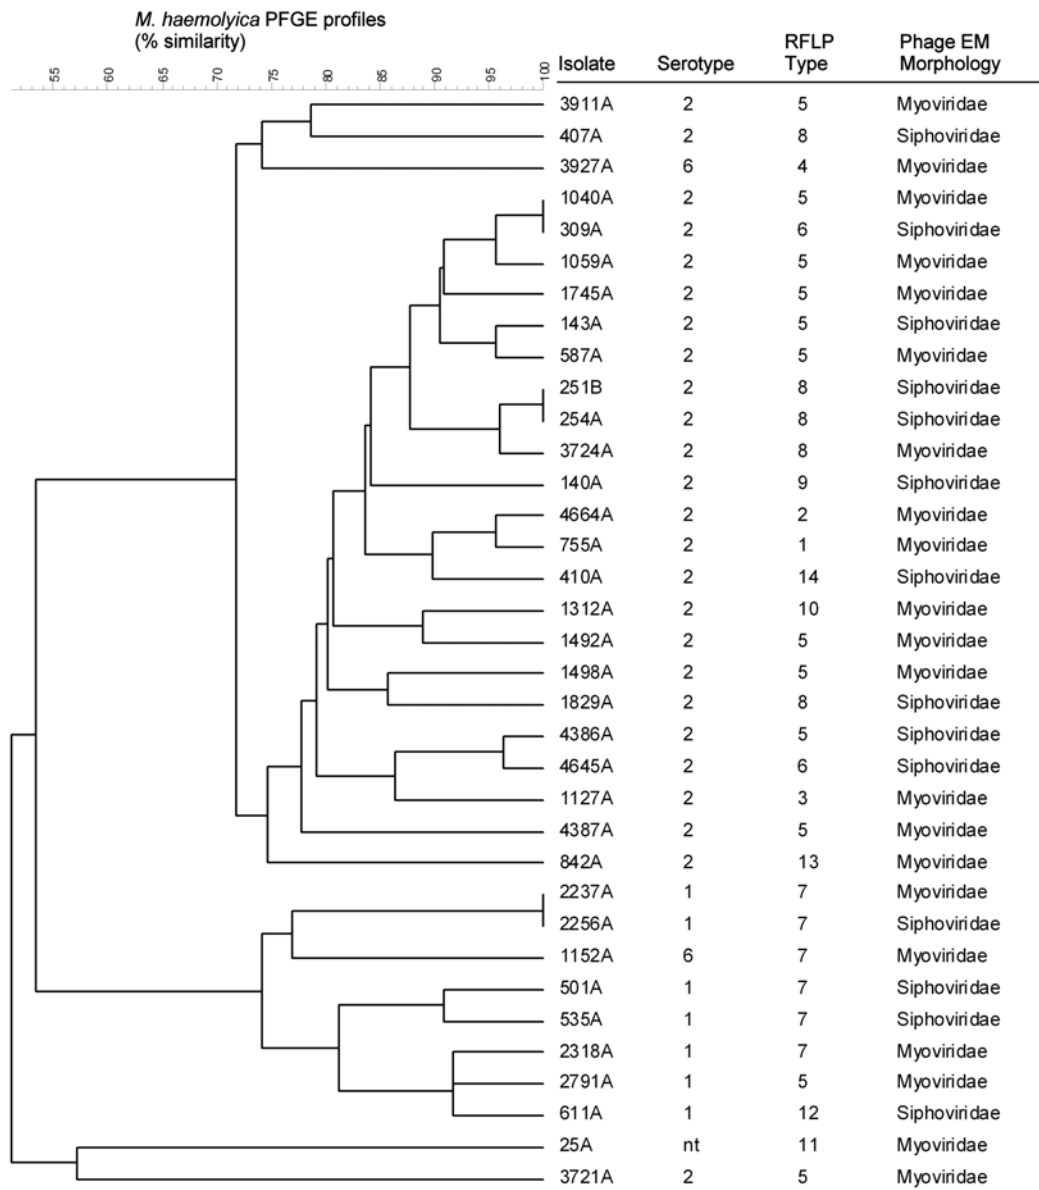 M. haemolyica PFGE profiles
(% similarity)
55 60 65 70 75 80 85 90 95 100
Isolate Serotype RFLP Type Phage EM Morphology
3911A 2 5 Myoviridae
407A 2 8 Siphoviridae
3927A 6 4 Myoviridae
1040A 2 5 Myoviridae
309A 2 6 Siphoviridae
1059A 2 5 Myoviridae
1745A 2 5 Myoviridae
143A 2 5 Siphoviridae
587A 2 5 Myoviridae
251B 2 8 Siphoviridae
254A 2 8 Siphoviridae
3724A 2 8 Myoviridae
140A 2 9 Siphoviridae
4664A 2 2 Myoviridae
755A 2 1 Myoviridae
410A 2 14 Siphoviridae
1312A 2 10 Myoviridae
1492A 2 5 Myoviridae
1498A 2 5 Myoviridae
1829A 2 8 Siphoviridae
4386A 2 5 Siphoviridae
4645A 2 6 Siphoviridae
1127A 2 3 Myoviridae
4387A 2 5 Myoviridae
842A 2 13 Myoviridae
2237A 1 7 Myoviridae
2256A 1 7 Siphoviridae
1152A 6 7 Myoviridae
501A 1 7 Siphoviridae
535A 1 7 Siphoviridae
2318A 1 7 Myoviridae
2791A 1 5 Myoviridae
611A 1 12 Siphoviridae
25A nt 11 Myoviridae
3721A 2 5 Myoviridae